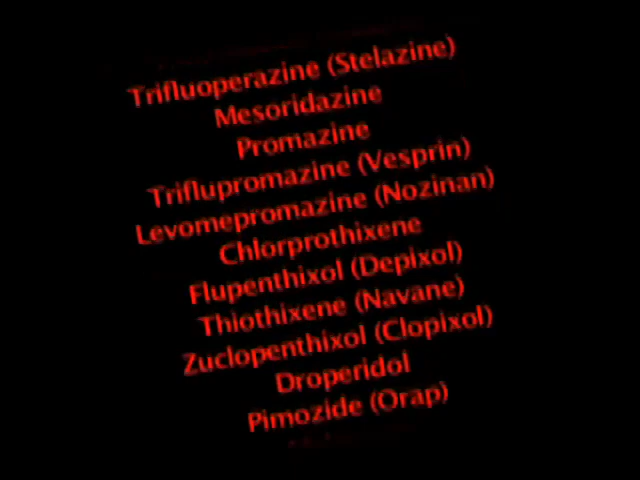 Trifluoperazine (Stelazine)
Mesoridazine
Promazine
Triflupromazine (Vesprin)
Levomepromazine (Nozinan)
Chlorprothixene
Flupenthixol (Depixol)
Thiothixene (Navane)
Zuclopenthixol (Clopixol)
Droperidol
Pimozide (Orap)